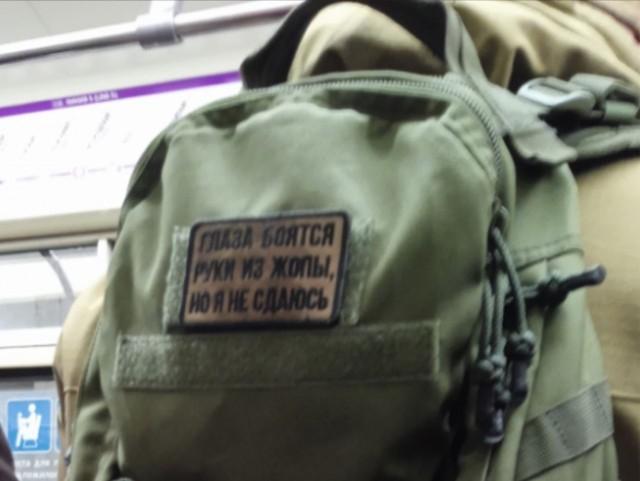 ГЛАЗА БОЯТСЯ
РУКИ ИЗ ЖОПЫ,
НО Я НЕ СДАЮСЬ